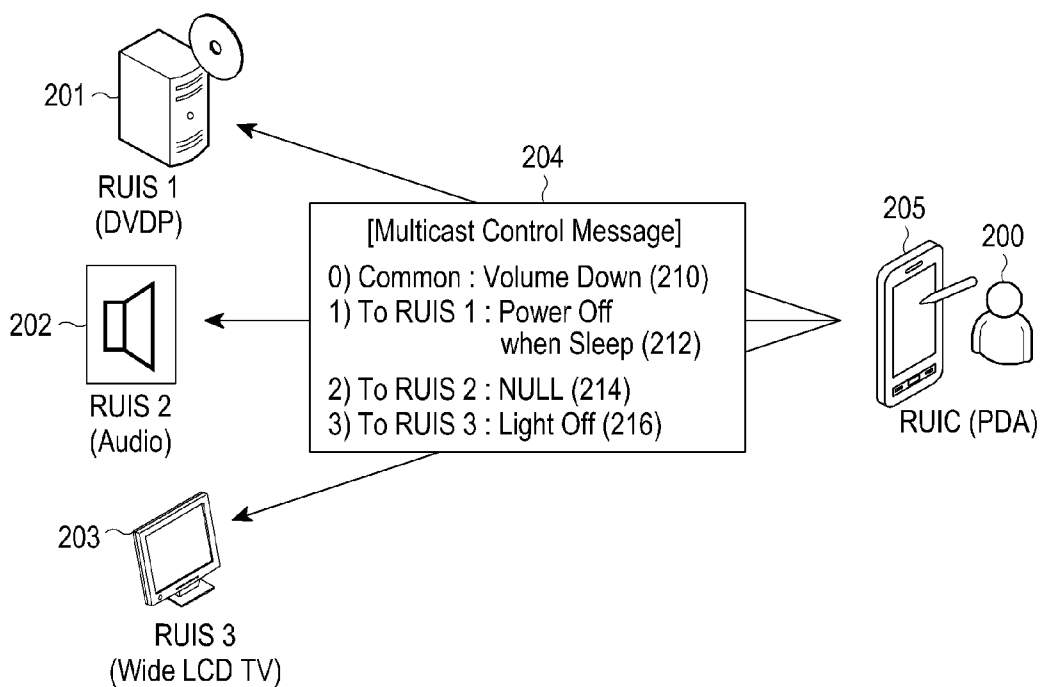 201
RUIS 1
(DVDP)
202
RUIS 2
(Audio)
203
RUIS 3
(Wide LCD TV)
204
[Multicast Control Message]
0) Common : Volume Down (210)
1) To RUIS 1 : Power Off
when Sleep (212)
2) To RUIS 2 : NULL (214)
3) To RUIS 3 : Light Off (216)
205
200
RUIC (PDA)